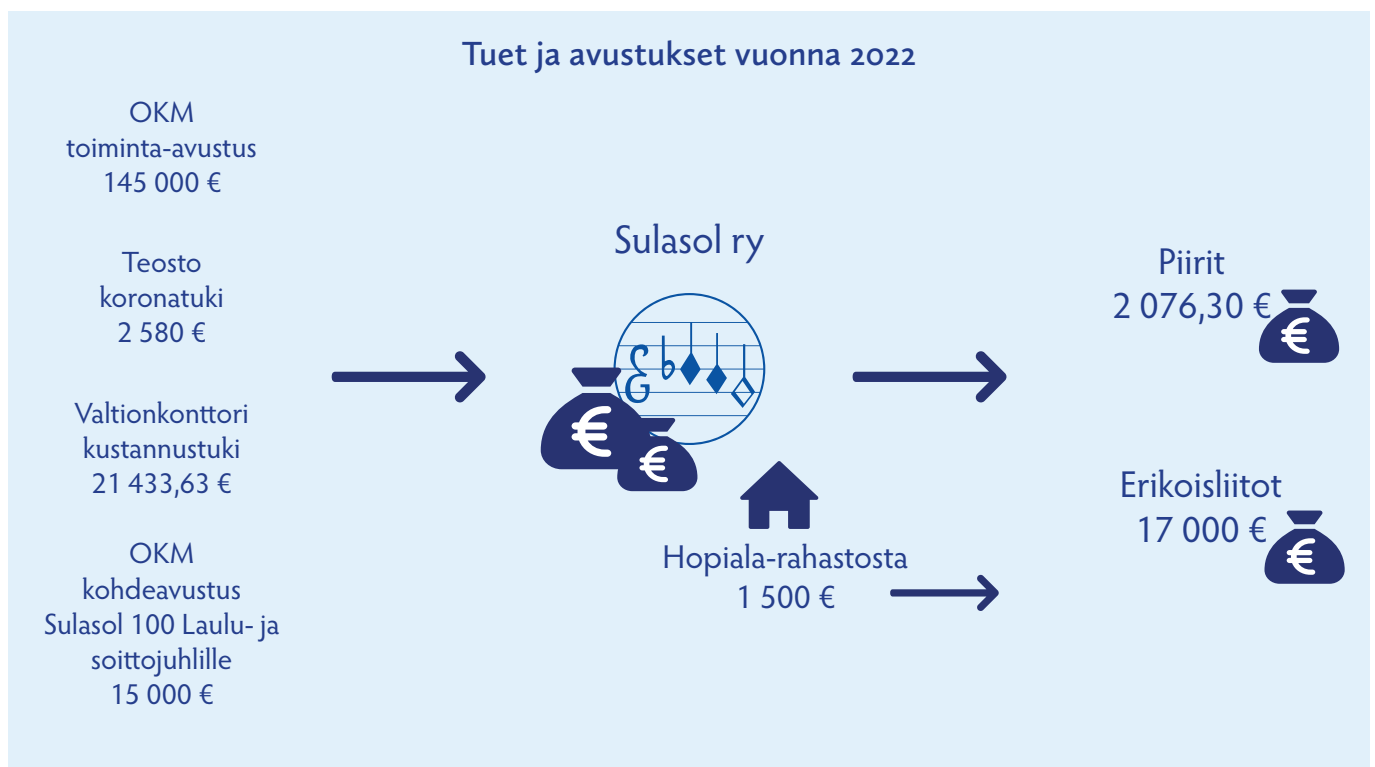 Tuet ja avustukset vuonna 2022
OKM
toiminta-avustus
145 000 €
Teosto
koronatuki
2 580 €
Valtionkonttori
kustannustuki
21 433,63 €
OKM
kohdeavustus
Sulasol 100 Laulu- ja
soittojuhlille
15 000 €
Sulasol ry
€
€
Hopiala-rahastosta
1 500 €
Piirit
2 076,30 €
€
Erikoisliitot
17 000 €
€